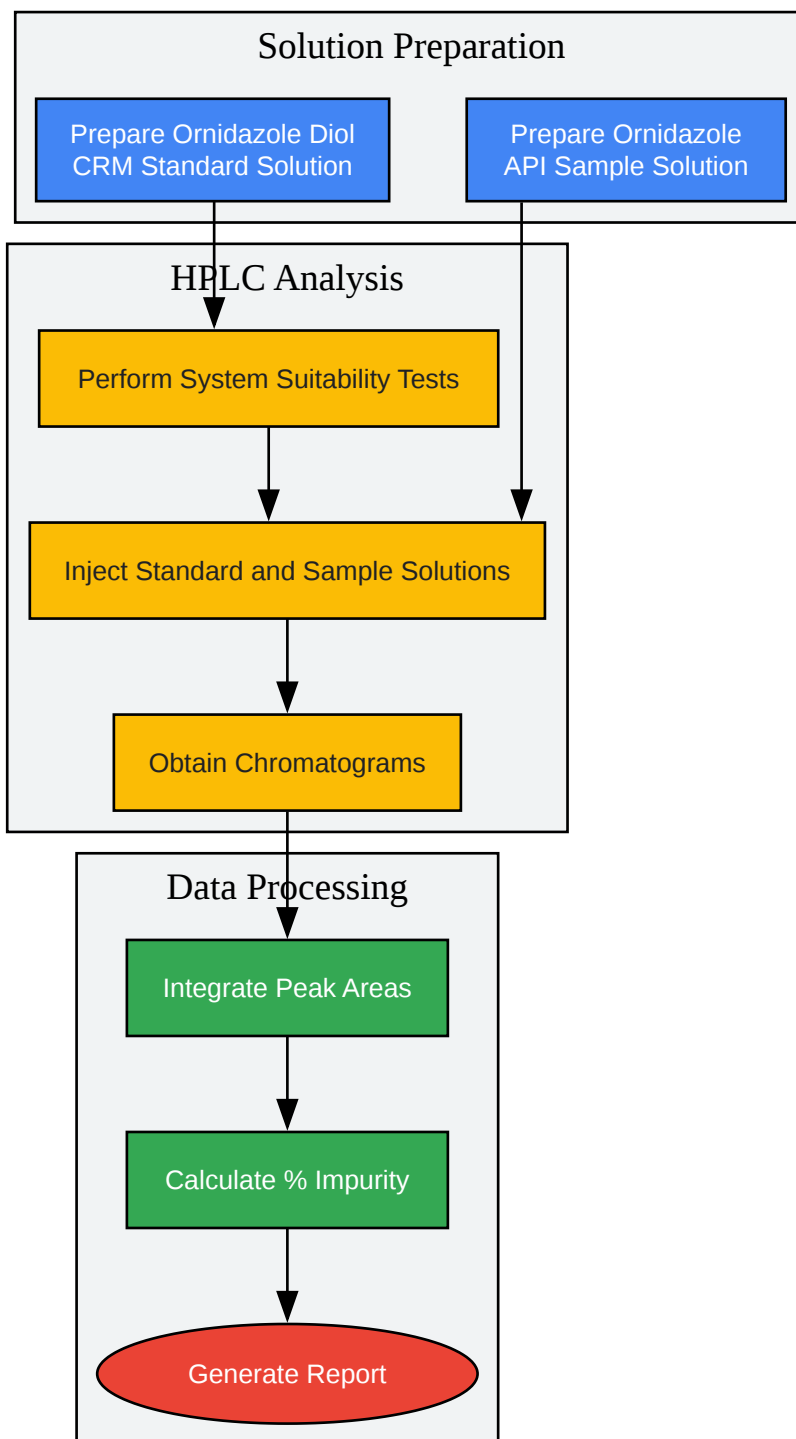 Solution Preparation
Prepare Ornidazole Diol
CRM Standard Solution
Prepare Ornidazole
API Sample Solution
HPLC Analysis
Perform System Suitability Tests
Inject Standard and Sample Solutions
Obtain Chromatograms
Data Processing
Integrate Peak Areas
Calculate % Impurity
Generate Report